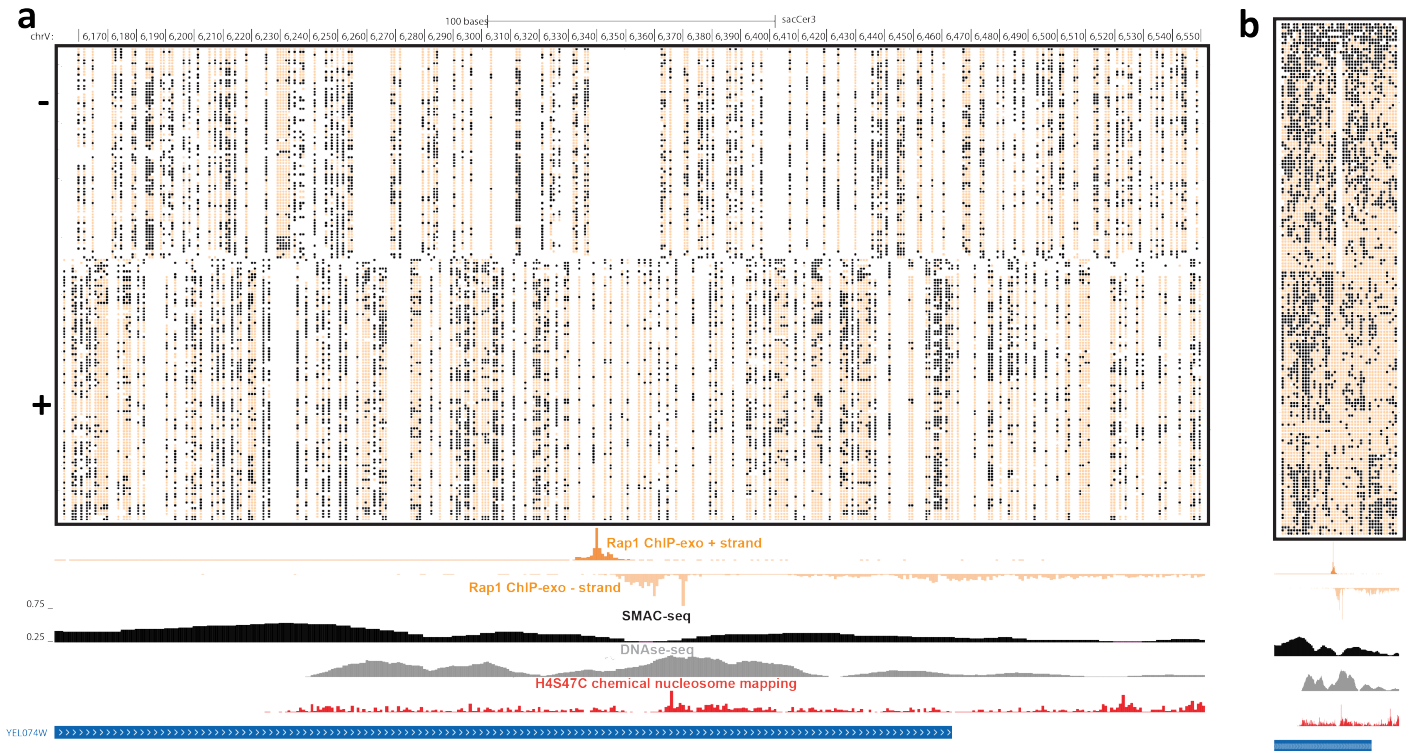 a
b
100 bases
sacCer3
chrV:
6,170 6,180 6,190 6,200 6,210 6,220 6,230 6,240 6,250 6,260 6,270 6,280 6,290 6,300 6,310 6,320 6,330 6,340 6,350 6,360 6,370 6,380 6,390 6,400 6,410 6,420 6,430 6,440 6,450 6,460 6,470 6,480 6,490 6,500 6,510 6,520 6,530 6,540 6,550
-
+
Rap1 ChIP-exo + strand
Rap1 ChIP-exo - strand
0.75
SMAC-seq
0.25
DNAse-seq
H4S47C chemical nucleosome mapping
YEL074W